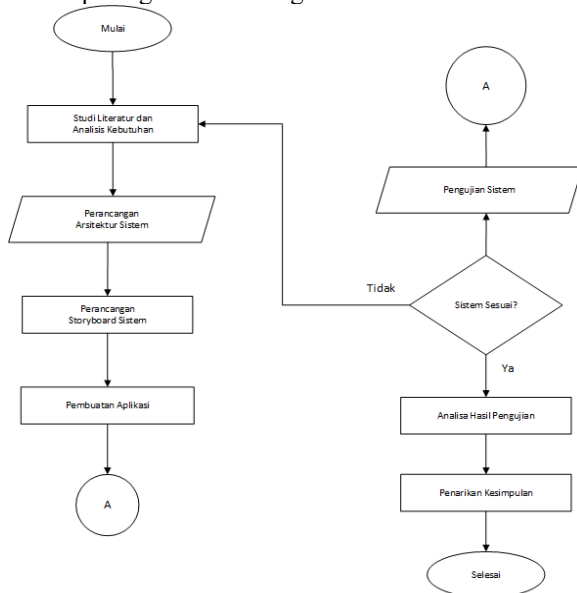 Mulai
Studi Literatur dan
Analisis Kebutuhan
Perancangan
Arsitektur Sistem
Perancangan
Storyboard Sistem
Pembuatan Aplikasi
A
A
Pengujian Sistem
Tidak
Sistem Sesuai?
Ya
Analisa Hasil Pengujian
Penarikan Kesimpulan
Selesai